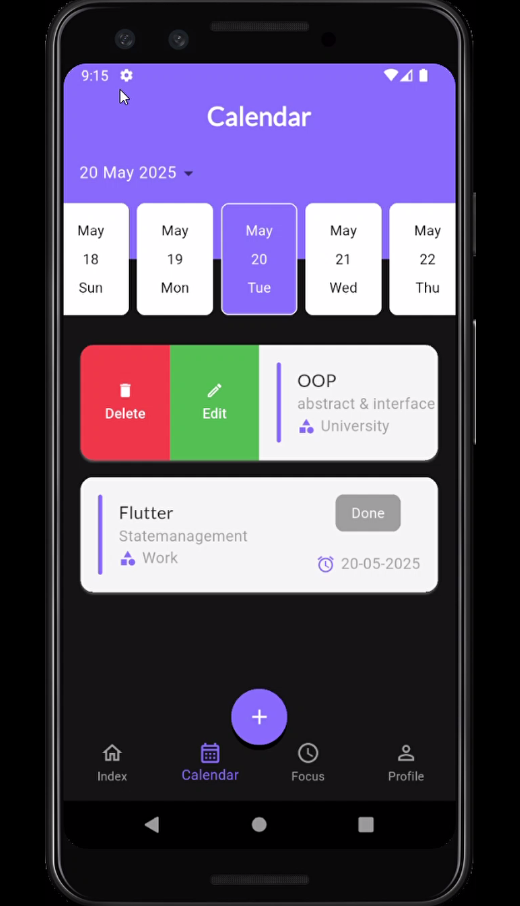 9:15
Calendar
20 May 2025
May May May May May
18 19 20 21 22
Sun Mon Tue Wed Thu
Delete
Edit
OOP
abstract & interface
University
Flutter
Done
Statemanagement
Work
20-05-2025
+
Index Calendar Focus Profile